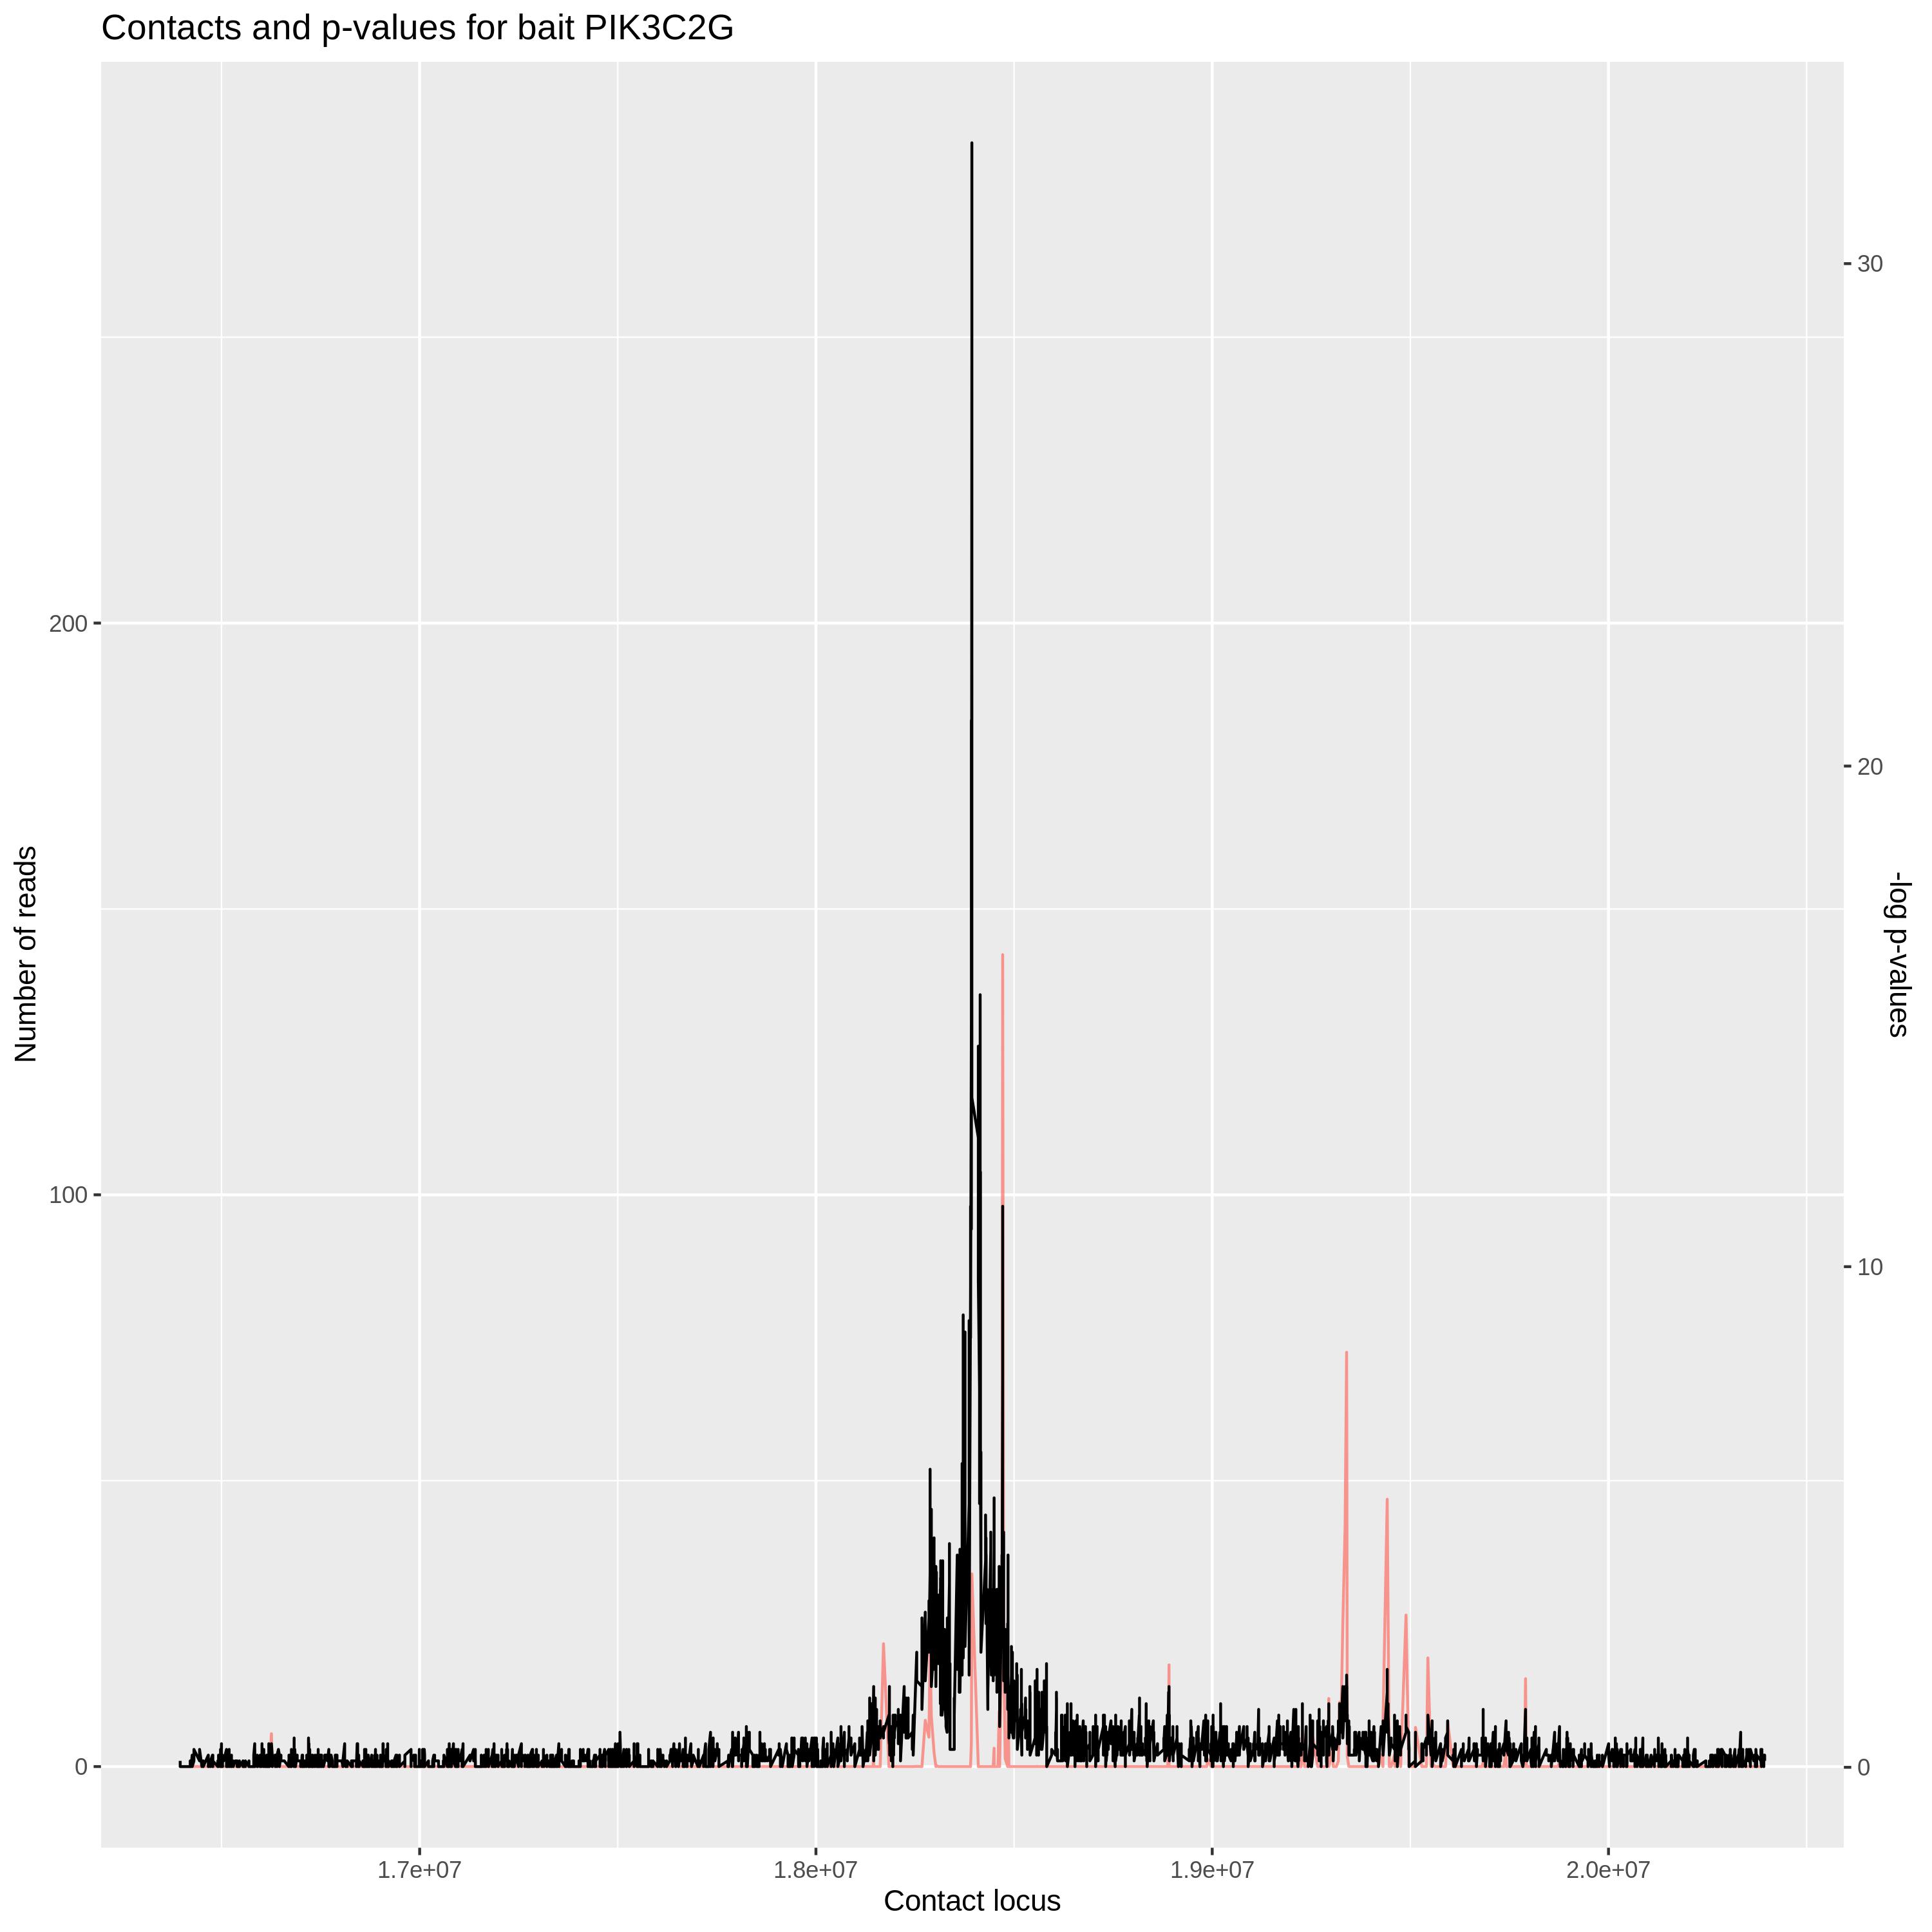 Contacts and p-values for bait PIK3C2G
Number of reads
200
100
0
30
20
10
0
-log p-values
1.7e+07
1.8e+07
1.9e+07
2.0e+07
Contact locus